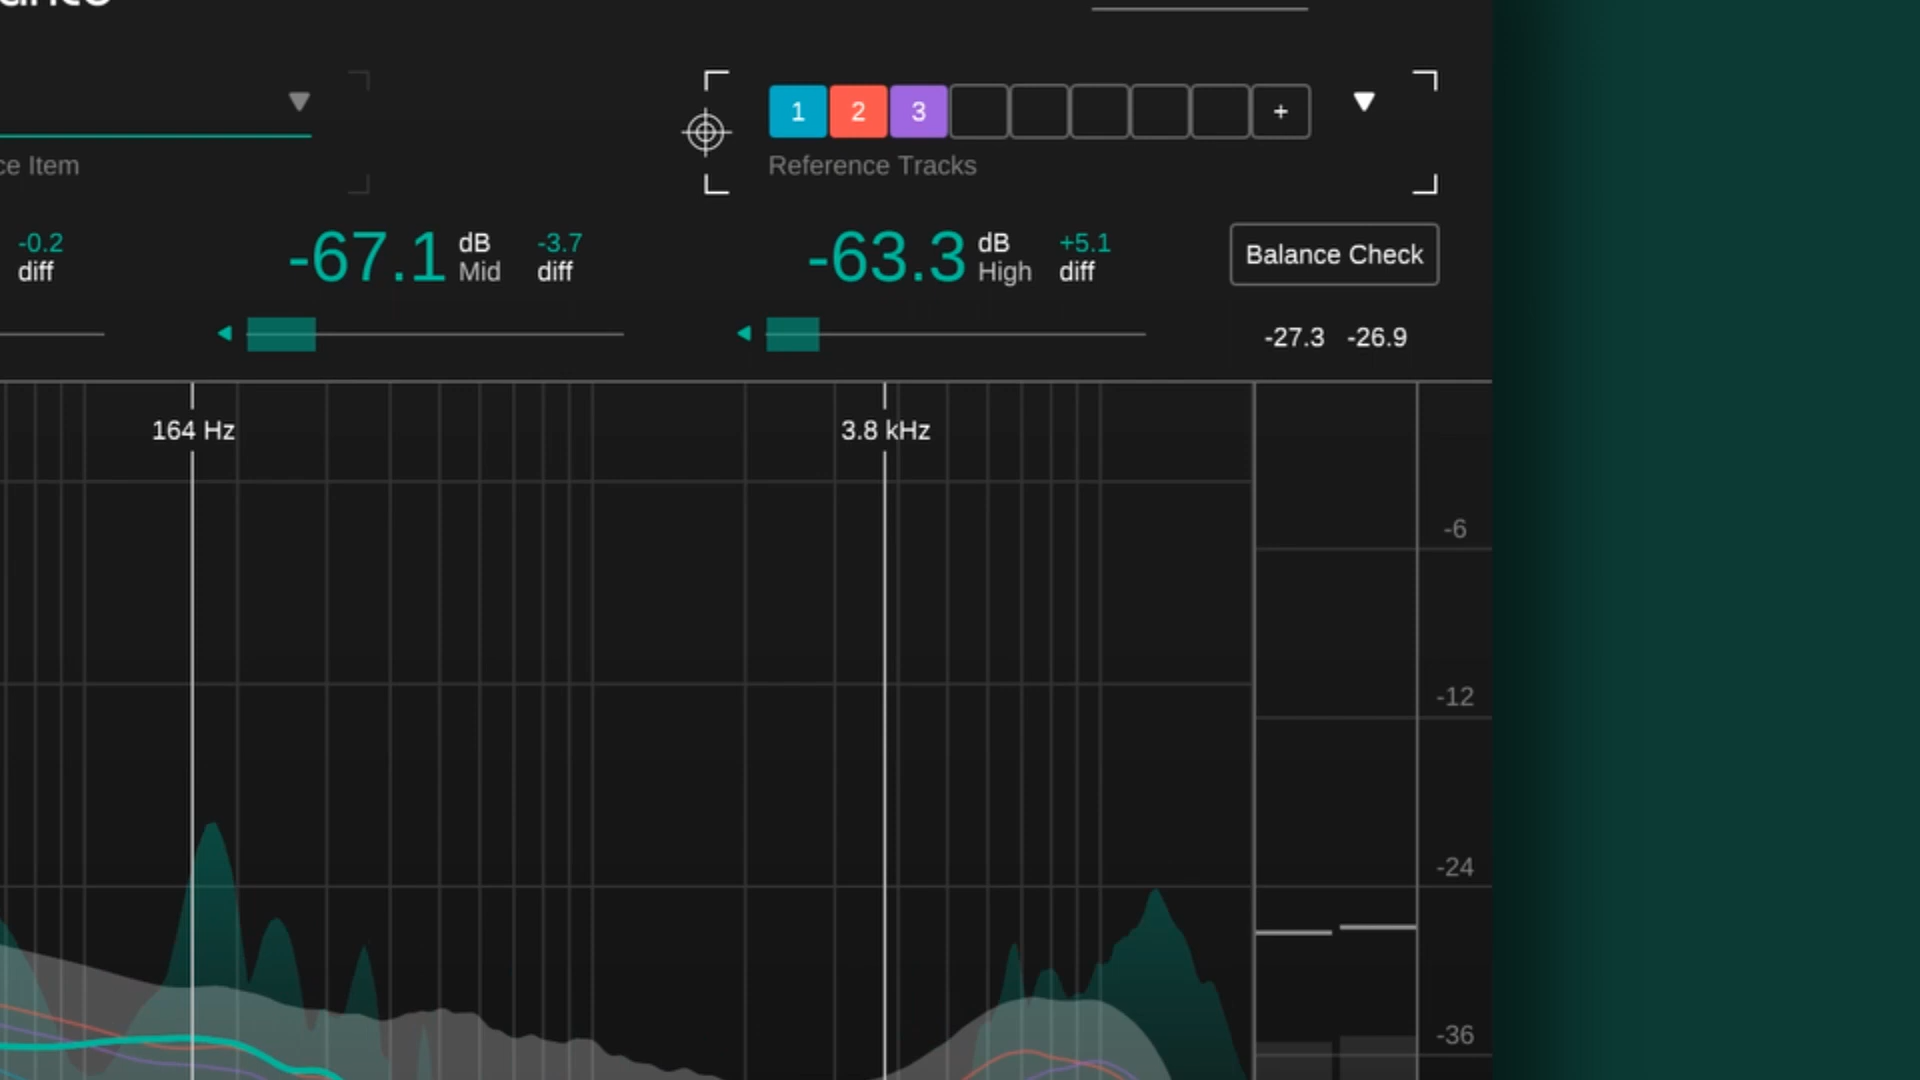 1 2 3 +
ce Item
Reference Tracks
-0.2 diff
-67.1 dB Mid
-3.7 diff
-63.3 dB High
+5.1 diff
Balance Check
-27.3 -26.9
164 Hz
3.8 kHz
-6
-12
-24
-36